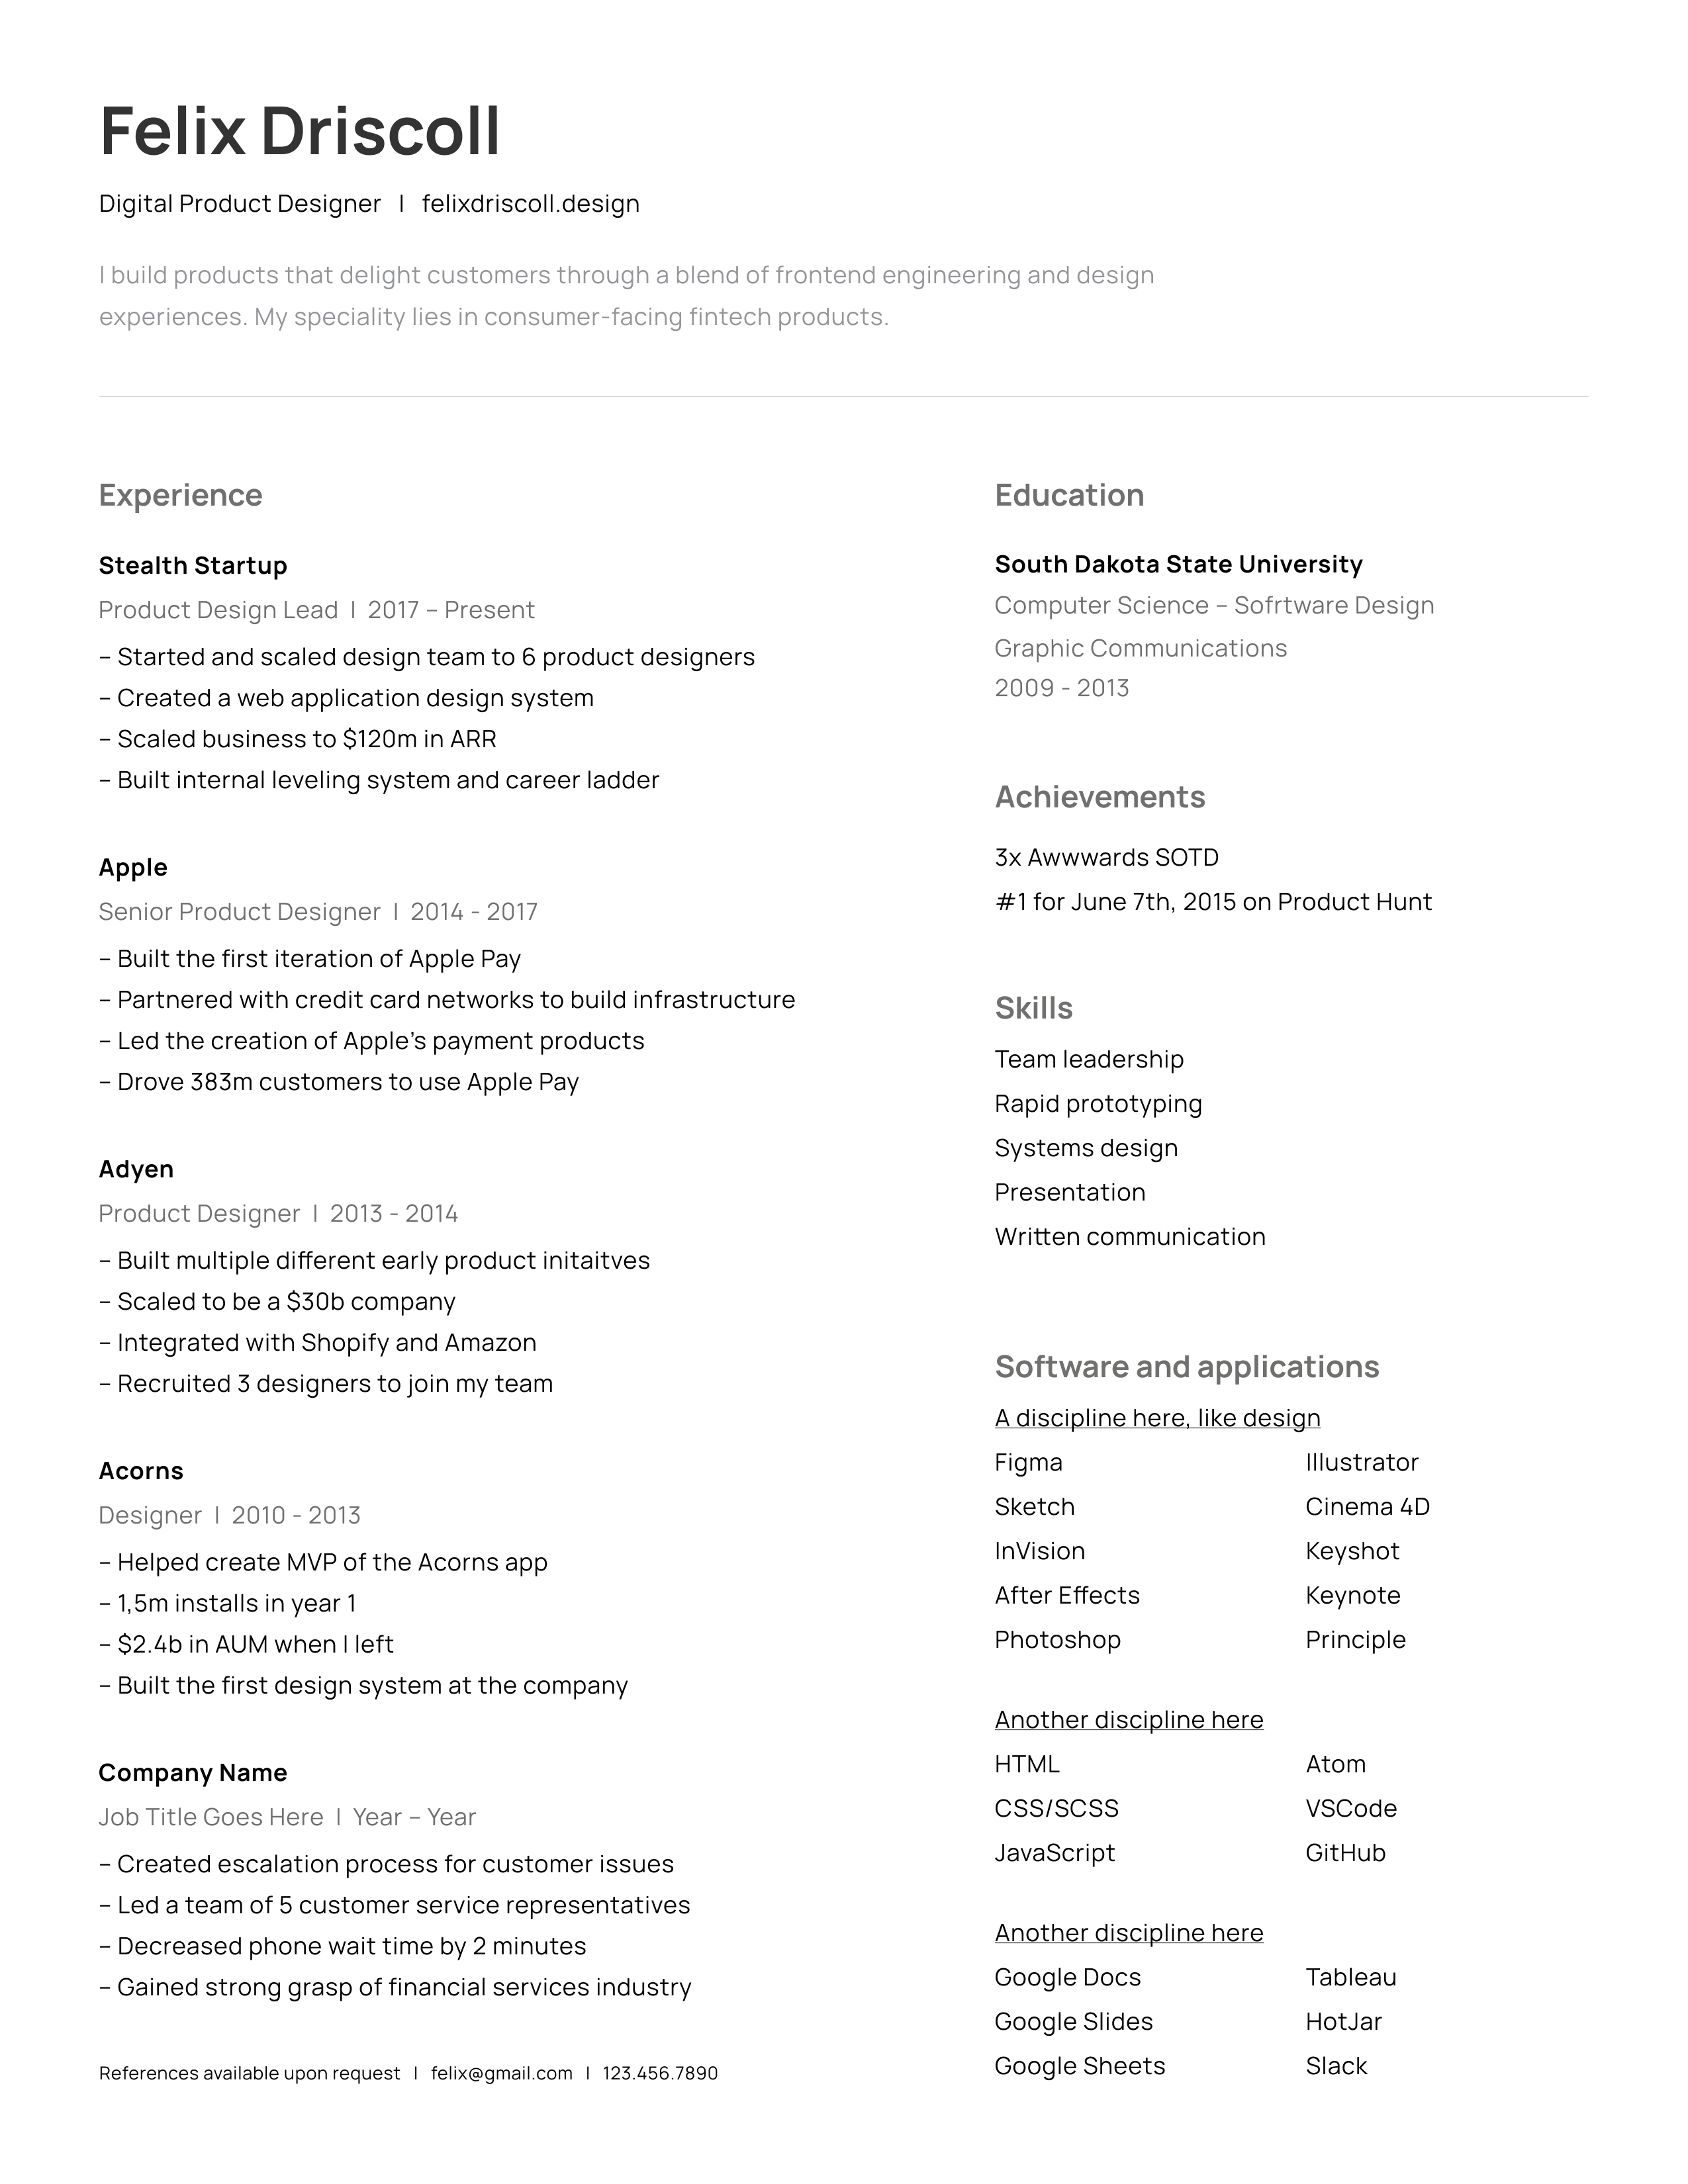 Felix Driscoll
Digital Product Designer | felixdriscoll.design
I build products that delight customers through a blend of frontend engineering and design
experiences. My speciality lies in consumer-facing fintech products.
Experience
Stealth Startup
Product Design Lead | 2017 – Present
– Started and scaled design team to 6 product designers
– Created a web application design system
– Scaled business to $120m in ARR
– Built internal leveling system and career ladder
Apple
Senior Product Designer | 2014 - 2017
– Built the first iteration of Apple Pay
– Partnered with credit card networks to build infrastructure
– Led the creation of Apple’s payment products
– Drove 383m customers to use Apple Pay
Adyen
Product Designer | 2013 - 2014
– Built multiple different early product initaitves
– Scaled to be a $30b company
– Integrated with Shopify and Amazon
– Recruited 3 designers to join my team
Acorns
Designer | 2010 - 2013
– Helped create MVP of the Acorns app
– 1,5m installs in year 1
– $2.4b in AUM when I left
– Built the first design system at the company
Company Name
Job Title Goes Here | Year – Year
– Created escalation process for customer issues
– Led a team of 5 customer service representatives
– Decreased phone wait time by 2 minutes
– Gained strong grasp of financial services industry
References available upon request | felix@gmail.com | 123.456.7890
Education
South Dakota State University
Computer Science – Sofrtware Design
Graphic Communications
2009 - 2013
Achievements
3x Awwwards SOTD
#1 for June 7th, 2015 on Product Hunt
Skills
Team leadership
Rapid prototyping
Systems design
Presentation
Written communication
Software and applications
A discipline here, like design
Figma Illustrator
Sketch Cinema 4D
InVision Keyshot
After Effects Keynote
Photoshop Principle
Another discipline here
HTML Atom
CSS/SCSS VSCode
JavaScript GitHub
Another discipline here
Google Docs Tableau
Google Slides HotJar
Google Sheets Slack